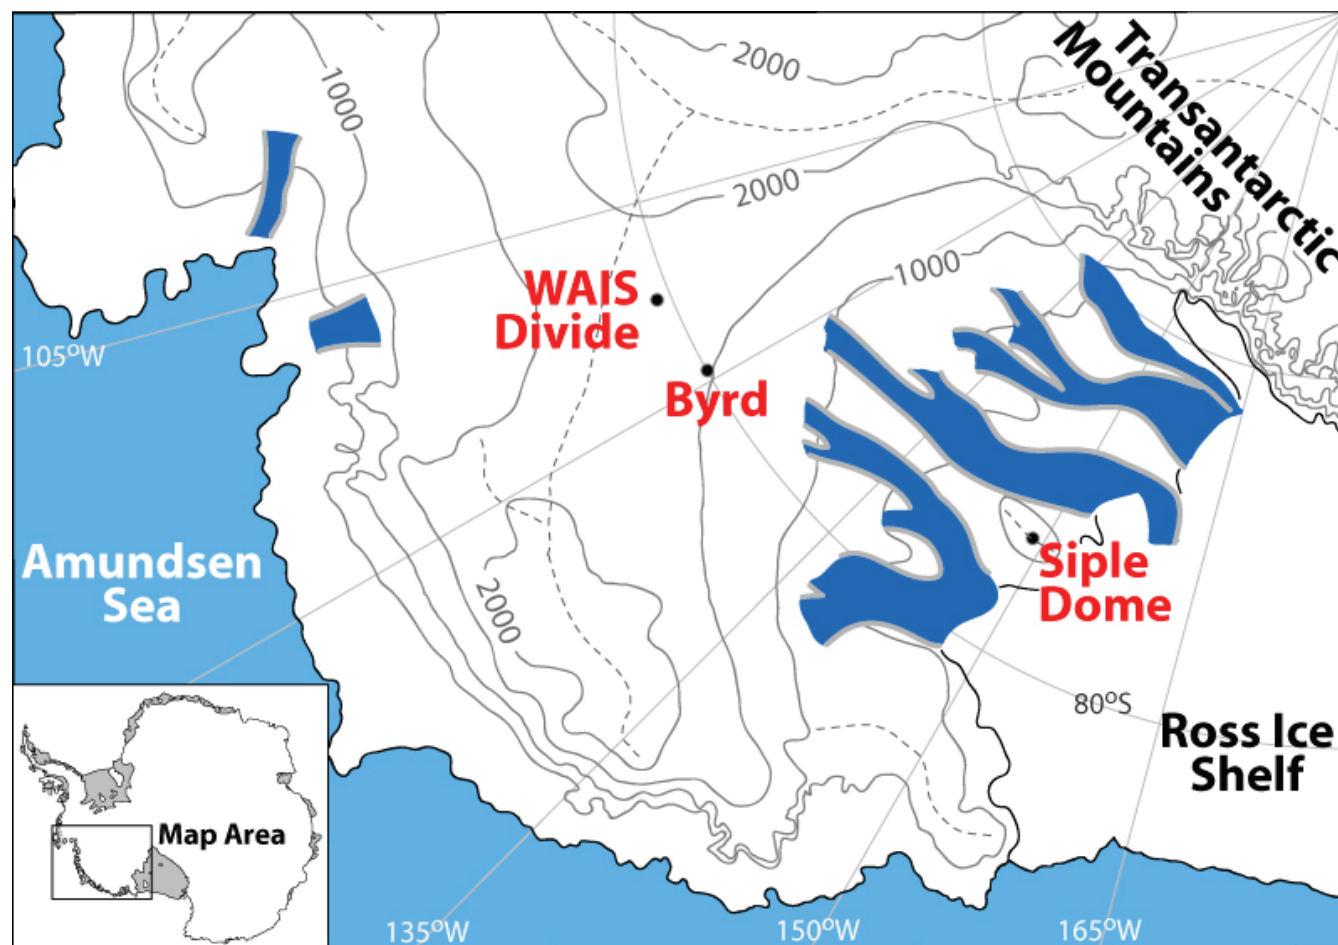 2000
Transantarctic
Mountains
1000
2000
1000
WAIS
Divide
105°W
Byrd
Amundsen
Sea
2000
Siple
Dome
80°S
Ross Ice
Shelf
Map Area
135°W
150°W
165°W